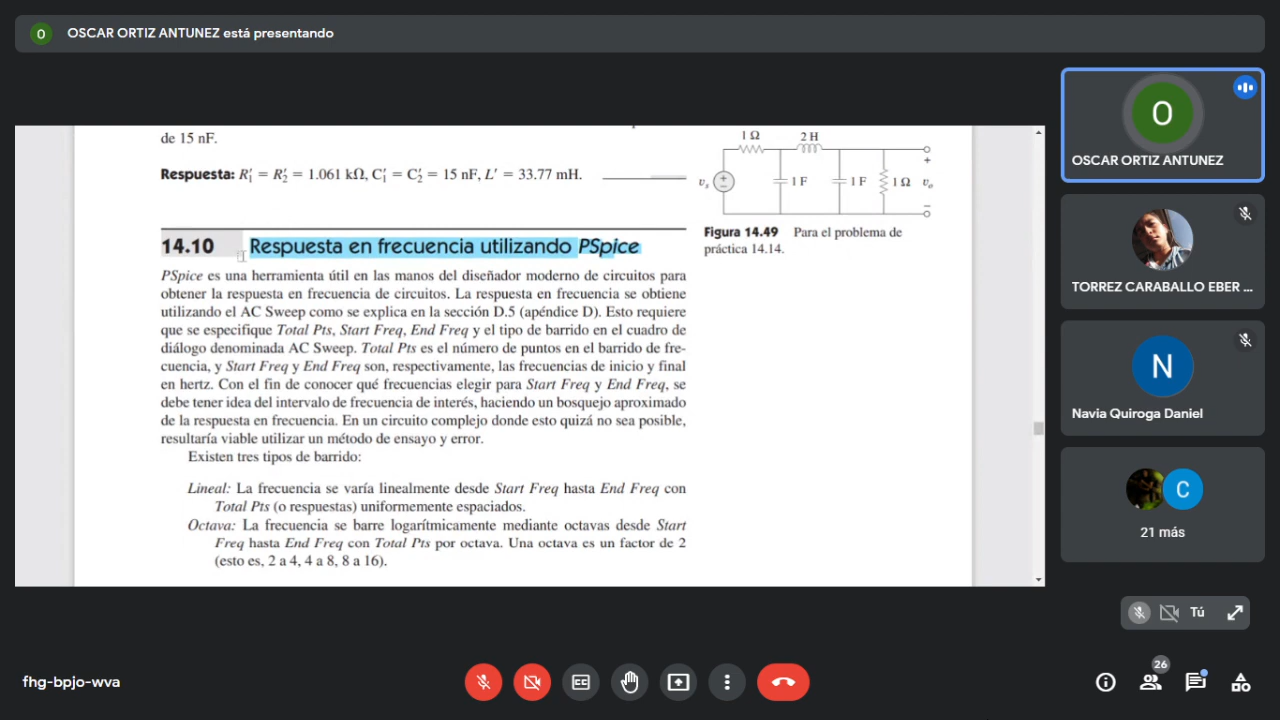 O
OSCAR ORTIZ ANTUNEZ está presentando
de 15 nF.
Respuesta: R′₁ = R′₂ = 1.061 kΩ, C′₁ = C′₂ = 15 nF, L′ = 33.77 mH.
1 Ω
2 H
+
vs
+
−
1 F
1 F
1 Ω
vo
−
Figura 14.49 Para el problema de
práctica 14.14.
14.10 Respuesta en frecuencia utilizando PSpice
PSpice es una herramienta útil en las manos del diseñador moderno de circuitos para
obtener la respuesta en frecuencia de circuitos. La respuesta en frecuencia se obtiene
utilizando el AC Sweep como se explica en la sección D.5 (apéndice D). Esto requiere
que se especifique Total Pts, Start Freq, End Freq y el tipo de barrido en el cuadro de
diálogo denominada AC Sweep. Total Pts es el número de puntos en el barrido de fre-
cuencia, y Start Freq y End Freq son, respectivamente, las frecuencias de inicio y final
en hertz. Con el fin de conocer qué frecuencias elegir para Start Freq y End Freq, se
debe tener idea del intervalo de frecuencia de interés, haciendo un bosquejo aproximado
de la respuesta en frecuencia. En un circuito complejo donde esto quizá no sea posible,
resultaría viable utilizar un método de ensayo y error.
Existen tres tipos de barrido:
Lineal: La frecuencia se varía linealmente desde Start Freq hasta End Freq con
Total Pts (o respuestas) uniformemente espaciados.
Octava: La frecuencia se barre logarítmicamente mediante octavas desde Start
Freq hasta End Freq con Total Pts por octava. Una octava es un factor de 2
(esto es, 2 a 4, 4 a 8, 8 a 16).
O
OSCAR ORTIZ ANTUNEZ
TORREZ CARABALLO EBER ...
N
Navia Quiroga Daniel
C
21 más
Tú
fhg-bpjo-wva
CC
26